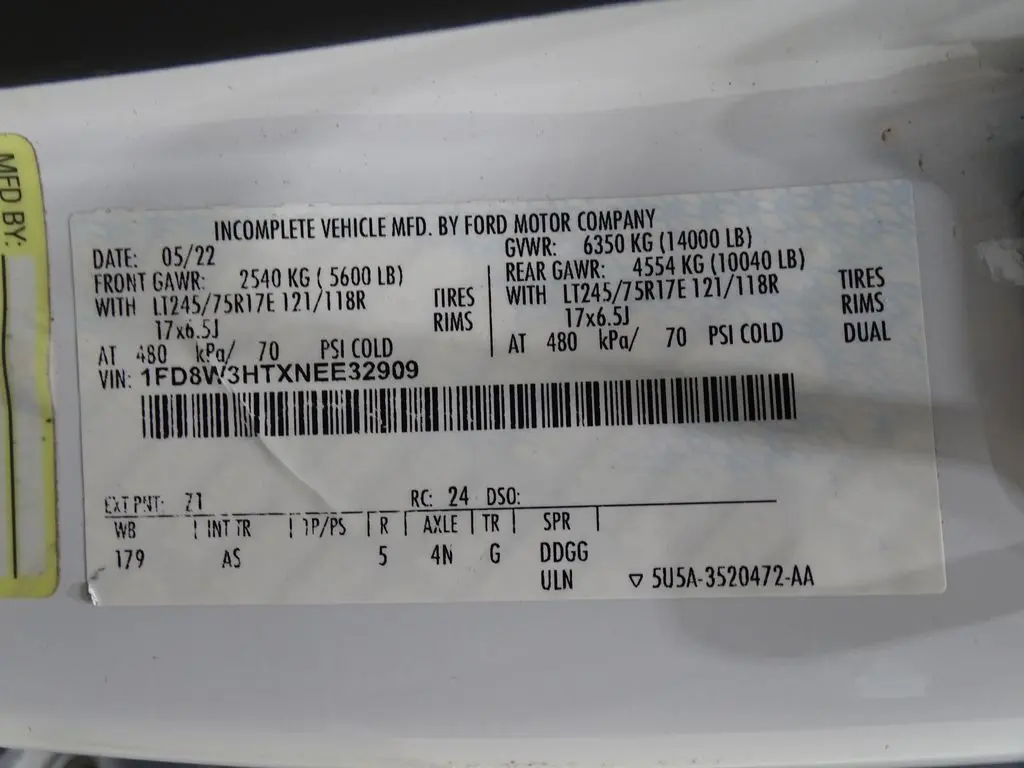 MFD BY:
INCOMPLETE VEHICLE MFD. BY FORD MOTOR COMPANY
DATE: 05/22 GVWR: 6350 KG (14000 LB)
FRONT GAWR: 2540 KG ( 5600 LB) REAR GAWR: 4554 KG (10040 LB)
WITH LT245/75R17E 121/118R TIRES WITH LT245/75R17E 121/118R TIRES
17x6.5J RIMS 17x6.5J RIMS
AT 480 kPa/ 70 PSI COLD AT 480 kPa/ 70 PSI COLD DUAL
VIN: 1FD8W3HTXNEE32909
EXT PNT: Z1 RC: 24 DSO:
WB INT TR TP/PS R AXLE TR SPR
179 AS 5 4N G DDGG
ULN ▽ 5U5A-3520472-AA